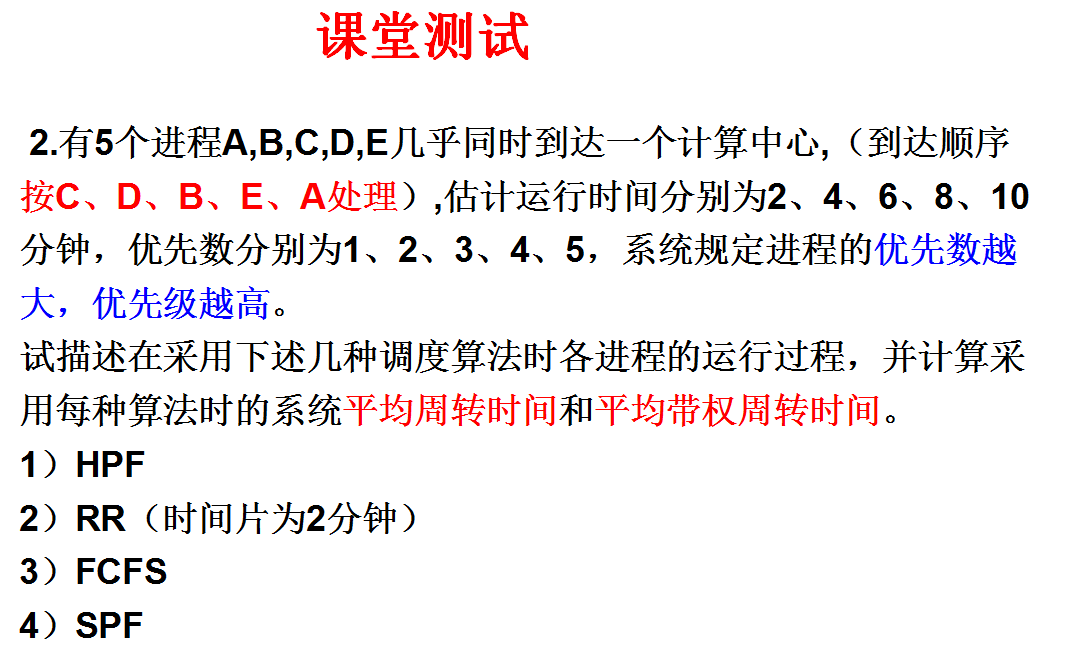 课堂测试
2.有5个进程A,B,C,D,E几乎同时到达一个计算中心,（到达顺序
按C、D、B、E、A处理）,估计运行时间分别为2、4、6、8、10
分钟，优先数分别为1、2、3、4、5，系统规定进程的优先数越
大，优先级越高。
试描述在采用下述几种调度算法时各进程的运行过程，并计算采
用每种算法时的系统平均周转时间和平均带权周转时间。
1）HPF
2）RR（时间片为2分钟）
3）FCFS
4）SPF